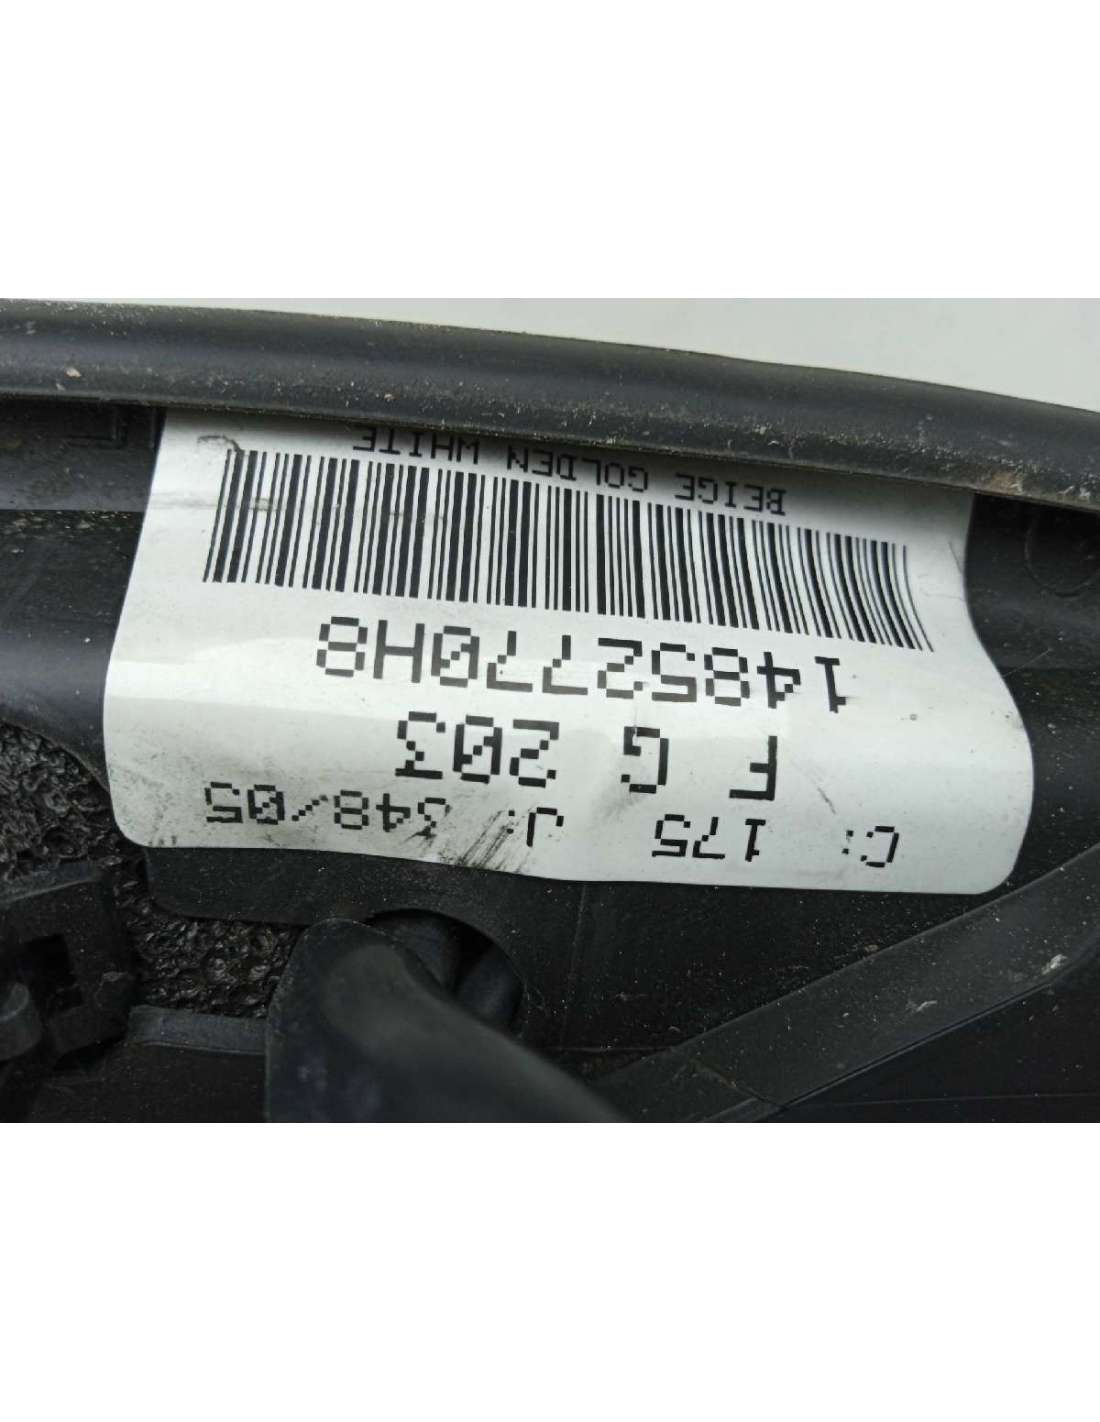 C: 175 J: 348/05
F G 203
14852770H8
BEIGE GOLDEN WHITE